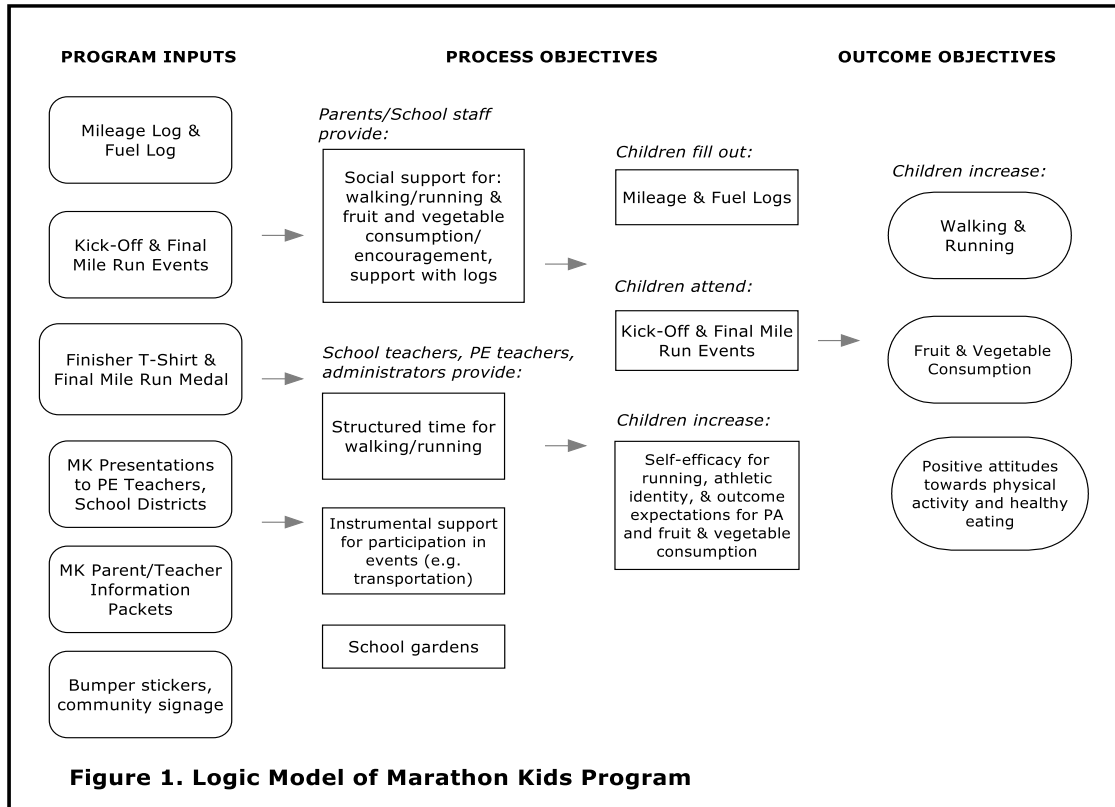 PROGRAM INPUTS
PROCESS OBJECTIVES
OUTCOME OBJECTIVES
Mileage Log &
Fuel Log
Kick-Off & Final
Mile Run Events
Finisher T-Shirt &
Final Mile Run Medal
MK Presentations
to PE Teachers,
School Districts
MK Parent/Teacher
Information
Packets
Bumper stickers,
community signage
Parents/School staff
provide:
Social support for:
walking/running &
fruit and vegetable
consumption/
encouragement,
support with logs
School teachers, PE teachers,
administrators provide:
Structured time for
walking/running
Instrumental support
for participation in
events (e.g.
transportation)
School gardens
Children fill out:
Mileage & Fuel Logs
Children attend:
Kick-Off & Final Mile
Run Events
Children increase:
Self-efficacy for
running, athletic
identity, & outcome
expectations for PA
and fruit & vegetable
consumption
Children increase:
Walking &
Running
Fruit & Vegetable
Consumption
Positive attitudes
towards physical
activity and healthy
eating
Figure 1. Logic Model of Marathon Kids Program